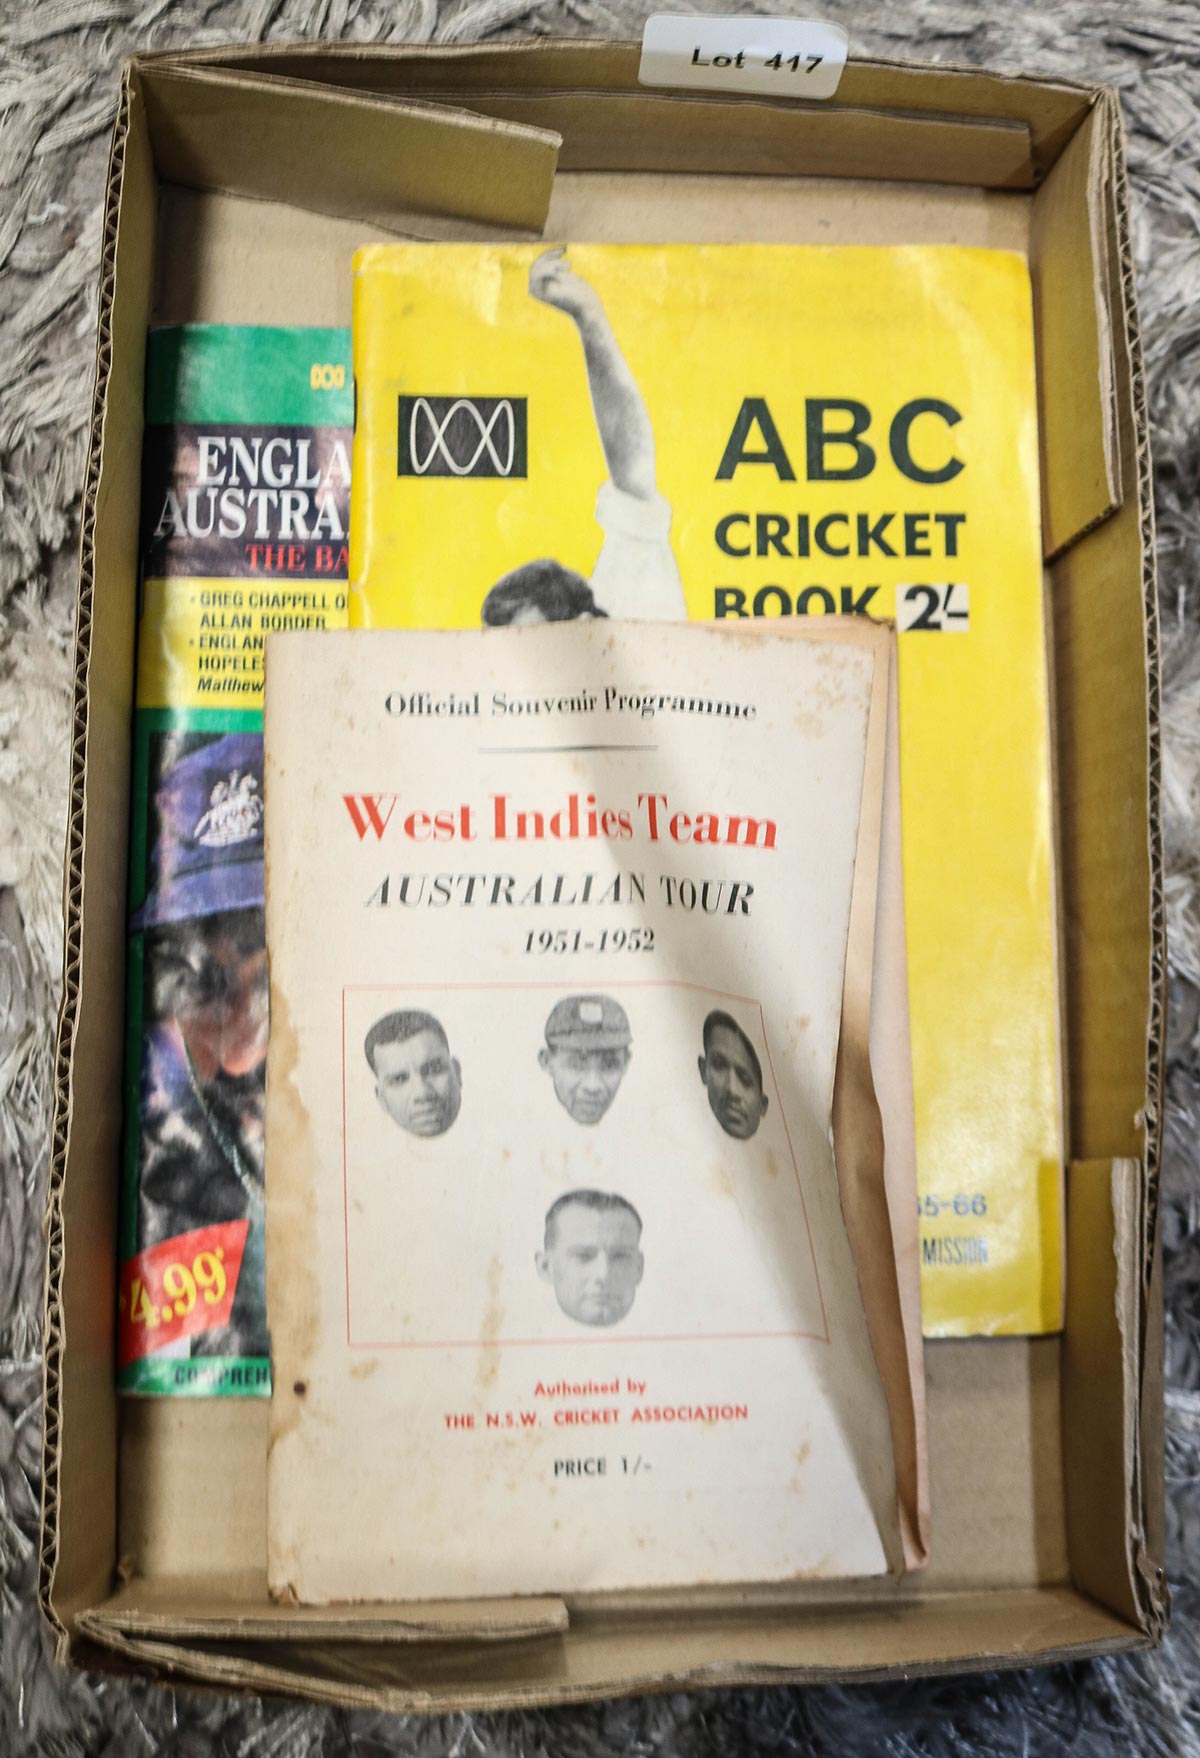 Lot 417
ABC
CRICKET
BOOK 2/-
65-66
MISSION
ENGLA
AUSTRA
THE BA
• GREG CHAPPELL O
ALLAN BORDER
• ENGLAN
HOPELES
Matthew
4.99
COMPREH
Official Souvenir Programme
West Indies Team
AUSTRALIAN TOUR
1951-1952
Authorised by
THE N.S.W. CRICKET ASSOCIATION
PRICE 1/-